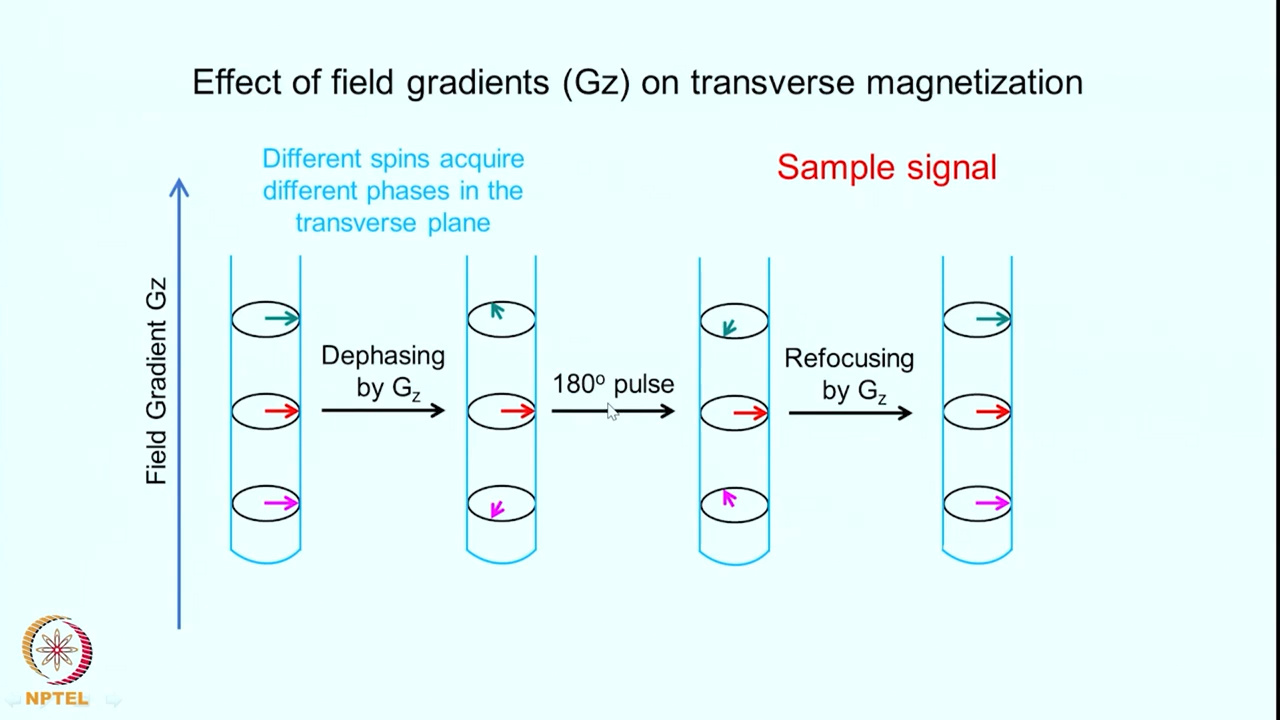 Effect of field gradients (Gz) on transverse magnetization
Different spins acquire
different phases in the
transverse plane
Sample signal
Field Gradient Gz
Dephasing
by Gz
180º pulse
Refocusing
by Gz
NPTEL